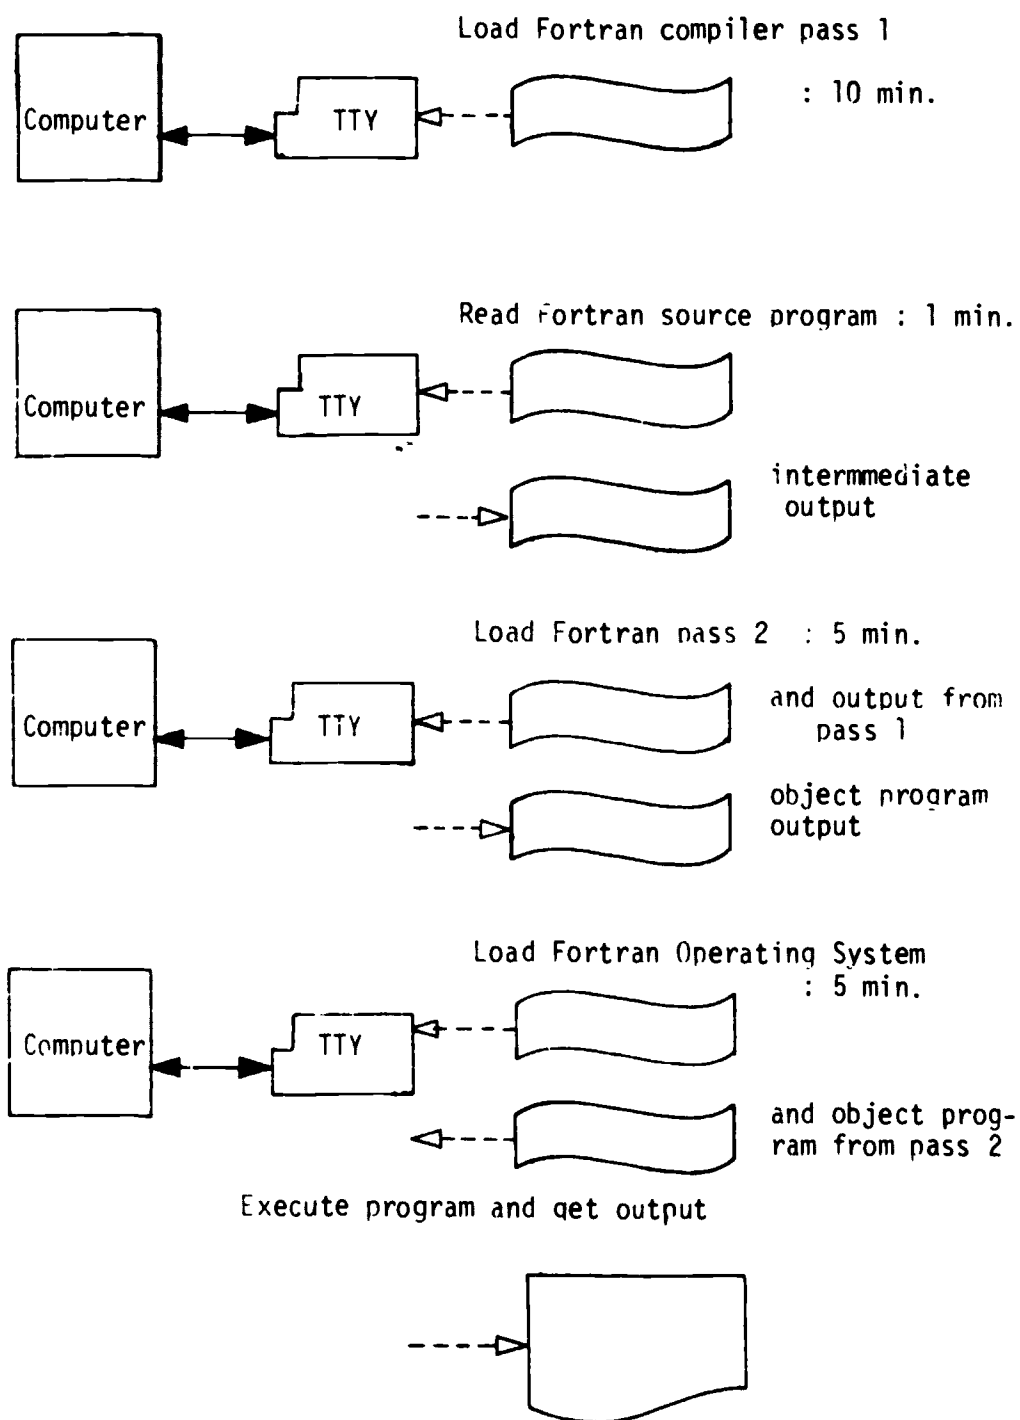 Load Fortran compiler pass 1
: 10 min.
Computer
TTY
Read Fortran source program : 1 min.
Computer
TTY
intermmediate
output
Load Fortran pass 2 : 5 min.
and output from
pass 1
Computer
TTY
object program
output
Load Fortran Operating System
: 5 min.
Computer
TTY
and object prog-
ram from pass 2
Execute program and get output